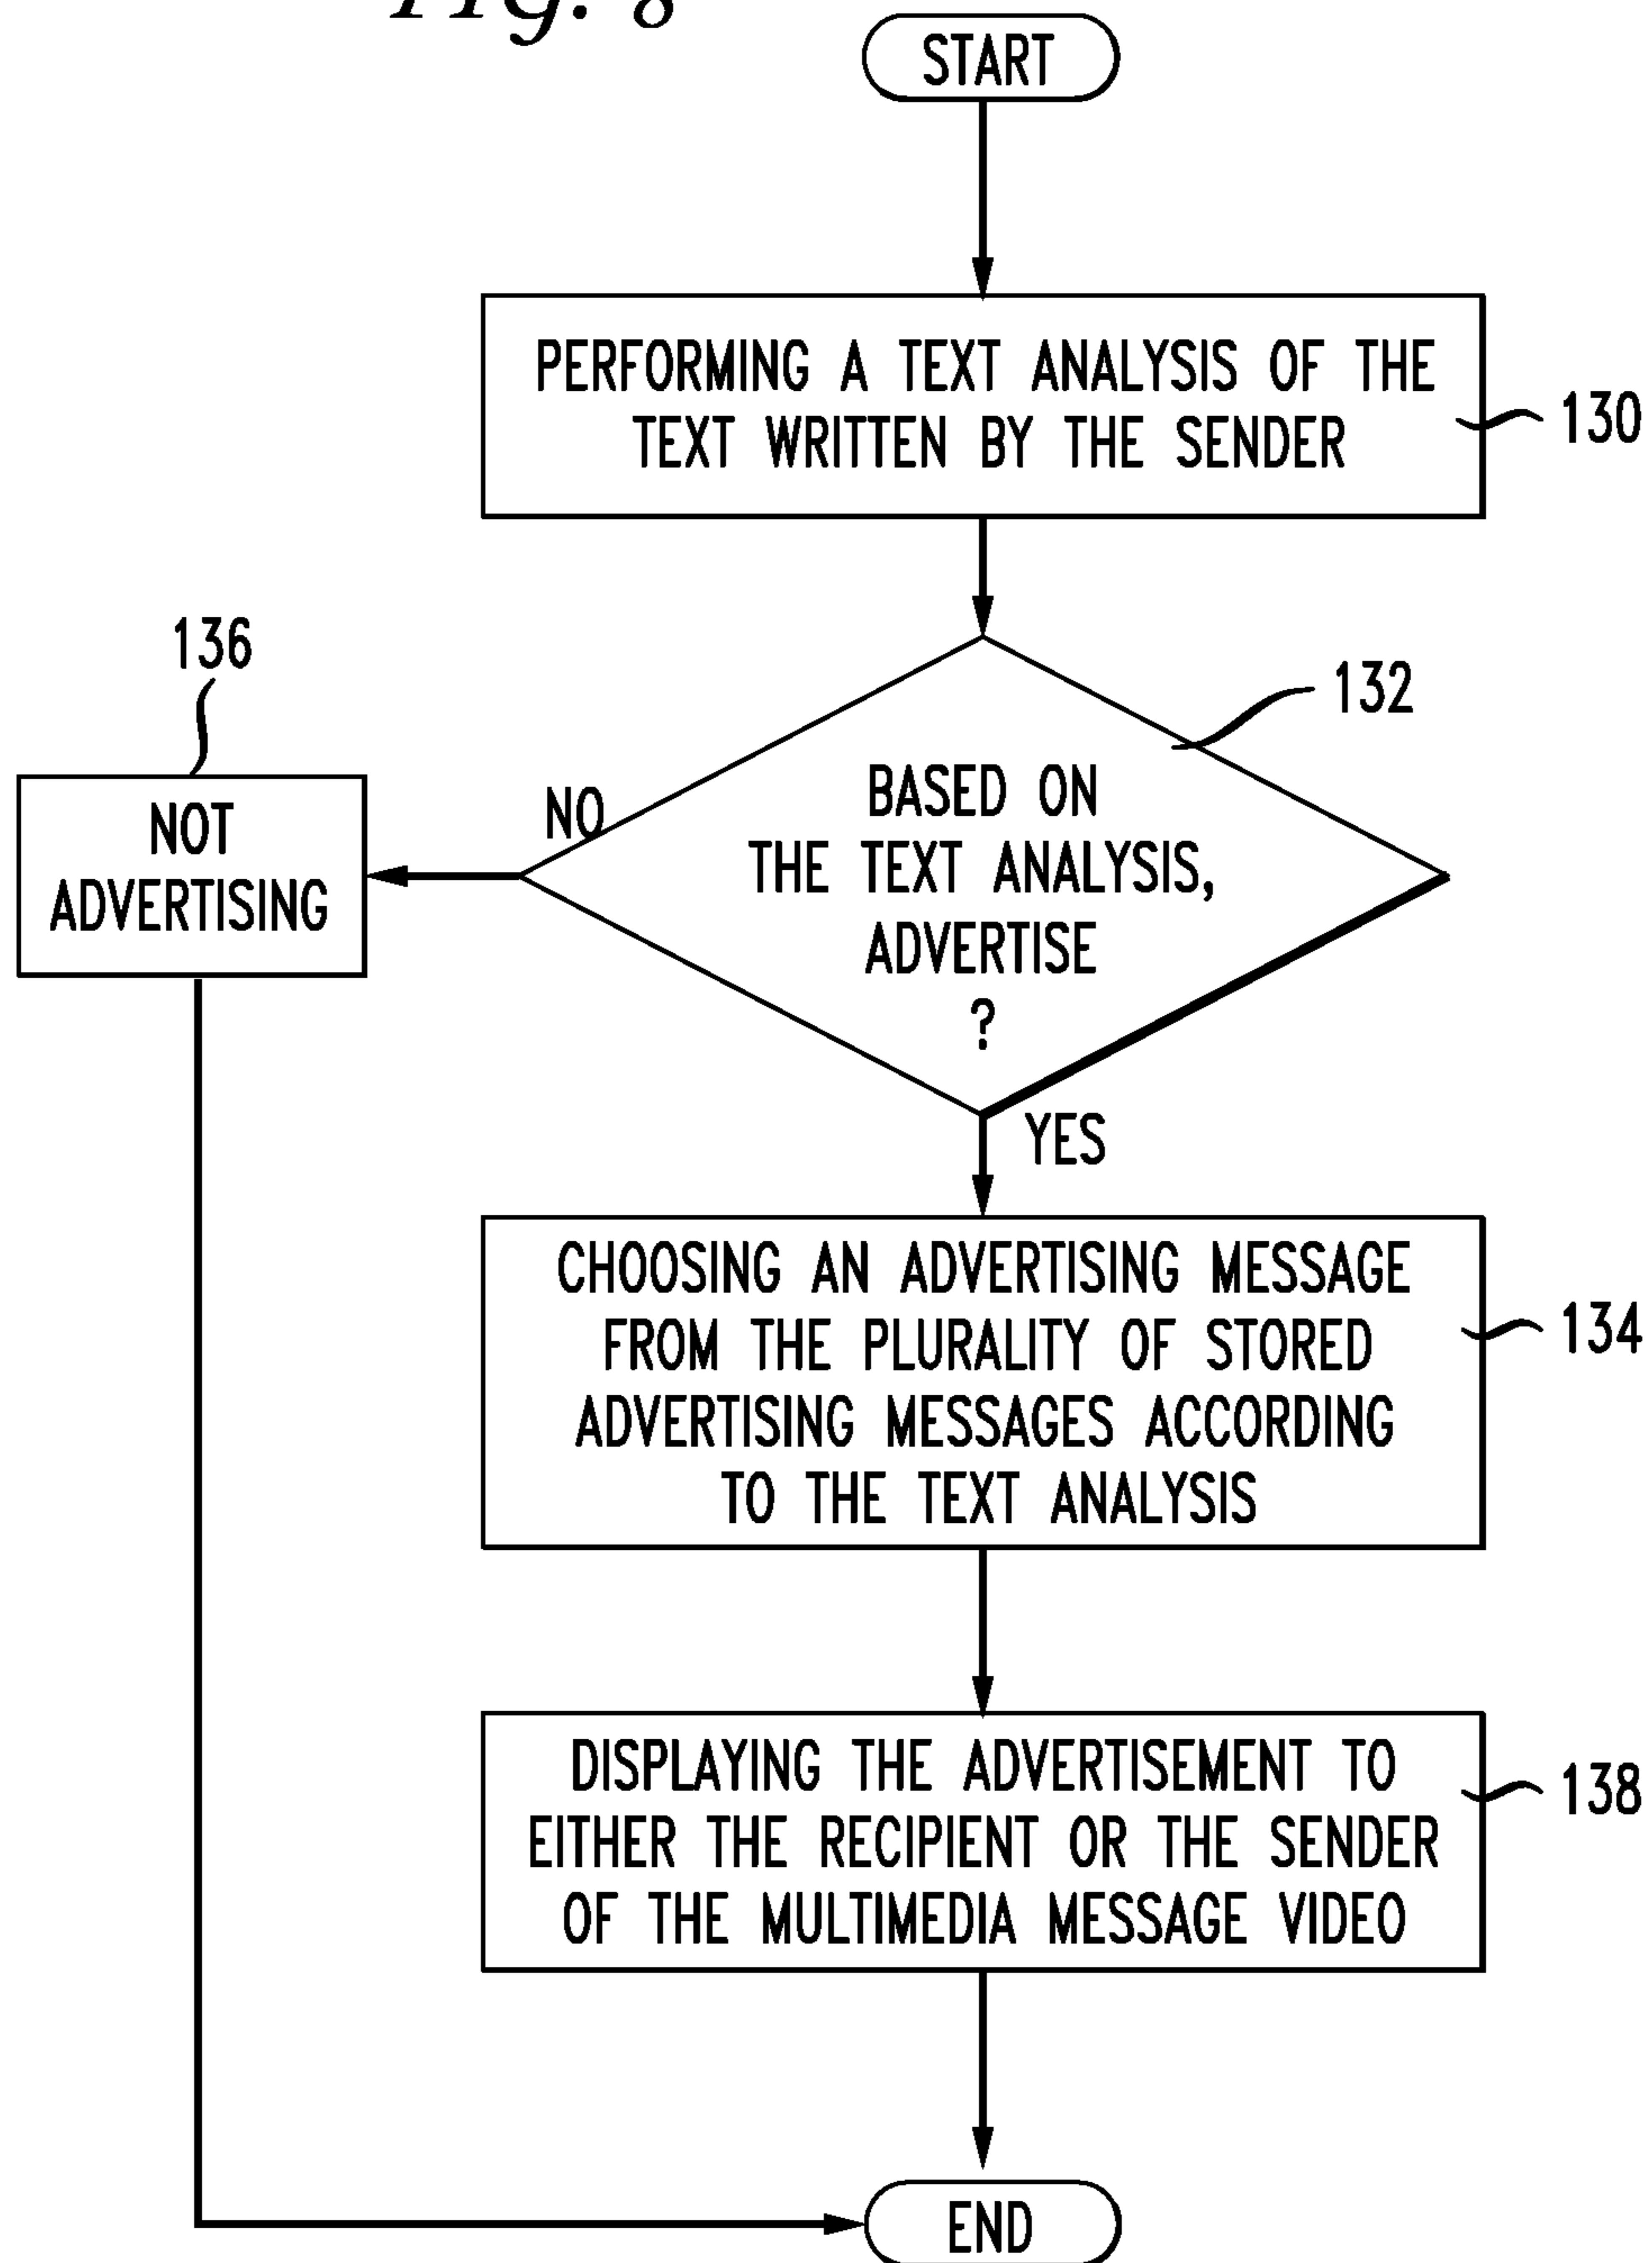 FIG. 8
START
PERFORMING A TEXT ANALYSIS OF THE
TEXT WRITTEN BY THE SENDER
130
136
132
NOT
ADVERTISING
NO
BASED ON
THE TEXT ANALYSIS,
ADVERTISE
?
YES
CHOOSING AN ADVERTISING MESSAGE
FROM THE PLURALITY OF STORED
ADVERTISING MESSAGES ACCORDING
TO THE TEXT ANALYSIS
134
DISPLAYING THE ADVERTISEMENT TO
EITHER THE RECIPIENT OR THE SENDER
OF THE MULTIMEDIA MESSAGE VIDEO
138
END